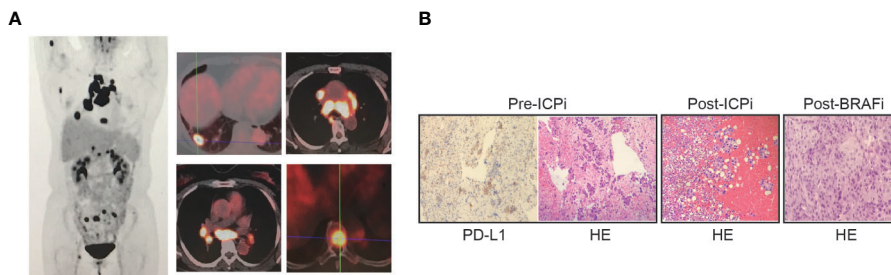 A
B
Pre-ICPi
Post-ICPi
Post-BRAFi
PD-L1
HE
HE
HE